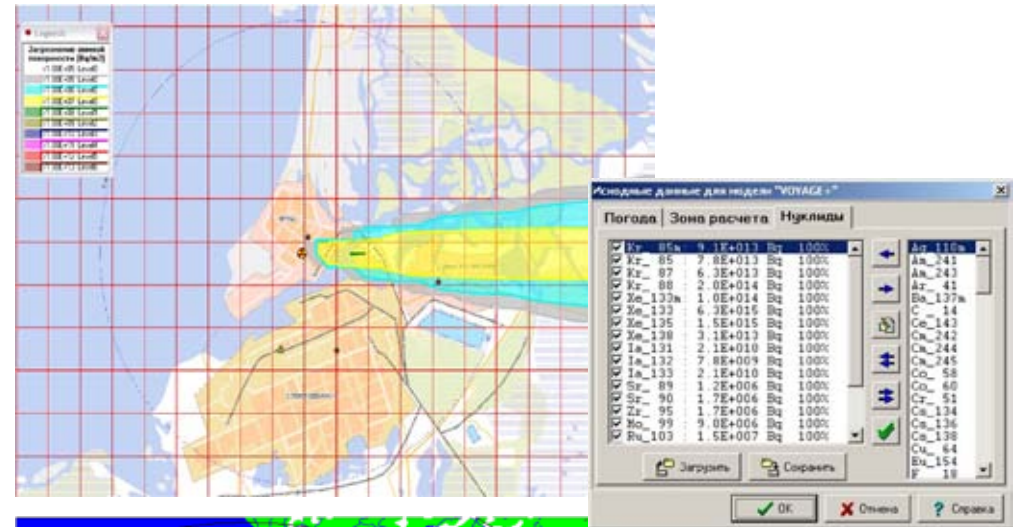 Загрязнение земной
поверхности [Bq/m2]
Исходные данные для модели "VOYAGE+"
Погода
Зона расчета
Нуклиды
Kr_ 85m : 9.1E+013 Bq 100%
Kr_ 85 : 7.8E+013 Bq 100%
Kr_ 87 : 6.3E+013 Bq 100%
Kr_ 88 : 2.0E+014 Bq 100%
Xe_133m : 1.0E+014 Bq 100%
Xe_133 : 6.3E+015 Bq 100%
Xe_135 : 1.5E+015 Bq 100%
Xe_138 : 3.1E+013 Bq 100%
Ia_131 : 2.1E+010 Bq 100%
Ia_132 : 7.8E+009 Bq 100%
Ia_133 : 2.1E+010 Bq 100%
Sr_ 89 : 1.2E+006 Bq 100%
Sr_ 90 : 1.7E+006 Bq 100%
Zr_ 95 : 1.7E+006 Bq 100%
Mo_ 99 : 9.0E+006 Bq 100%
Ru_103 : 1.5E+007 Bq 100%
Ag_110m
Am_241
Am_243
Ar_ 41
Ba_137m
C _ 14
Ce_143
Cm_242
Cm_244
Cm_245
Co_ 58
Co_ 60
Cr_ 51
Cs_134
Cs_136
Cs_138
Cu_ 64
Eu_154
F _ 18
Загрузить
Сохранить
OK
Отмена
Справка